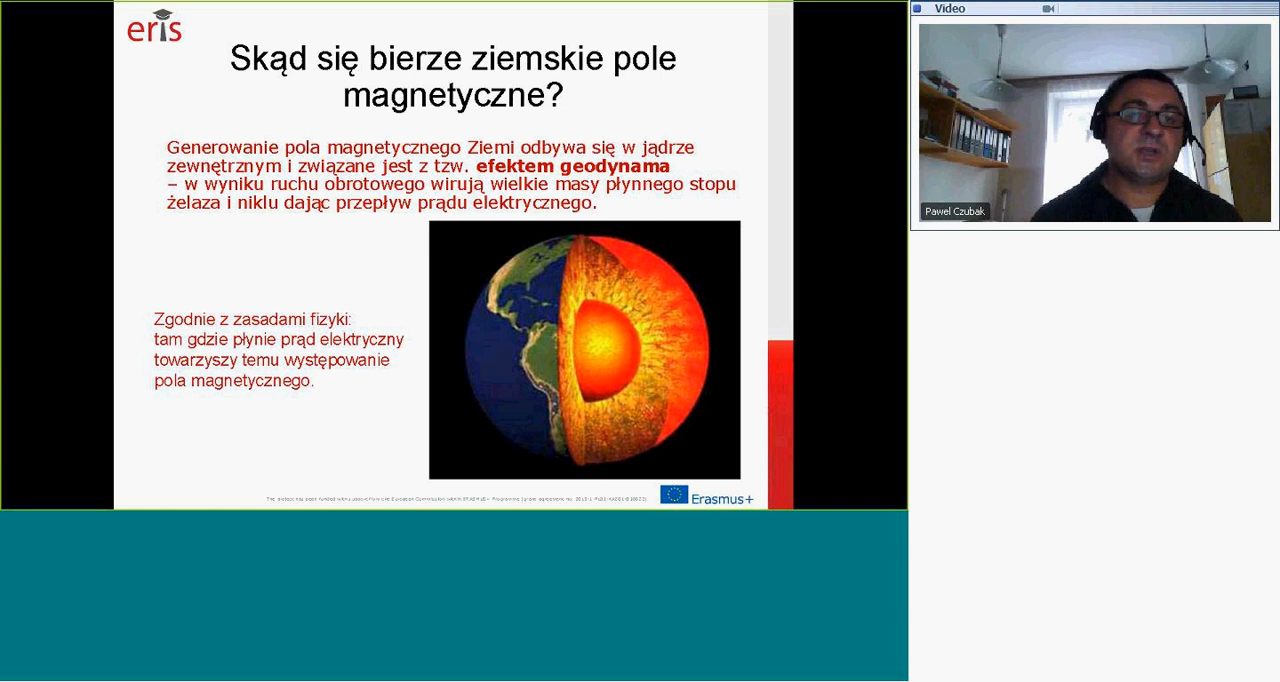 eris
Skąd się bierze ziemskie pole
magnetyczne?
Generowanie pola magnetycznego Ziemi odbywa się w jądrze
zewnętrznym i związane jest z tzw. efektem geodynama
– w wyniku ruchu obrotowego wirują wielkie masy płynnego stopu
żelaza i niklu dając przepływ prądu elektrycznego.
Zgodnie z zasadami fizyki:
tam gdzie płynie prąd elektryczny
towarzyszy temu występowanie
pola magnetycznego.
Erasmus+
Video
Pawel Czubak